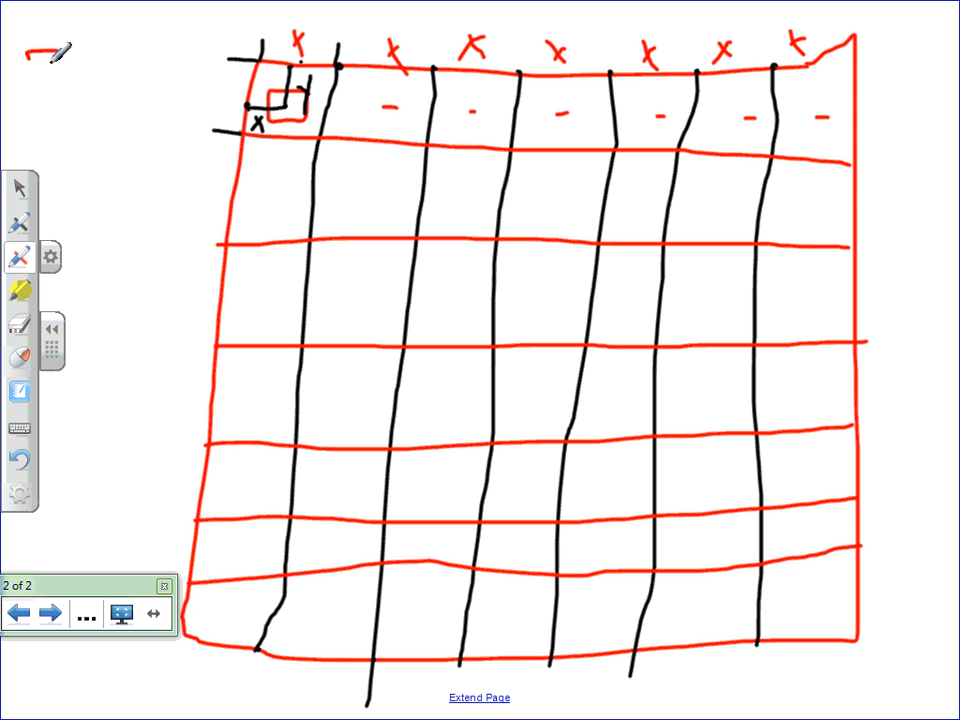 x x x x x x x
- - - - - -
x
2 of 2
...
Extend Page